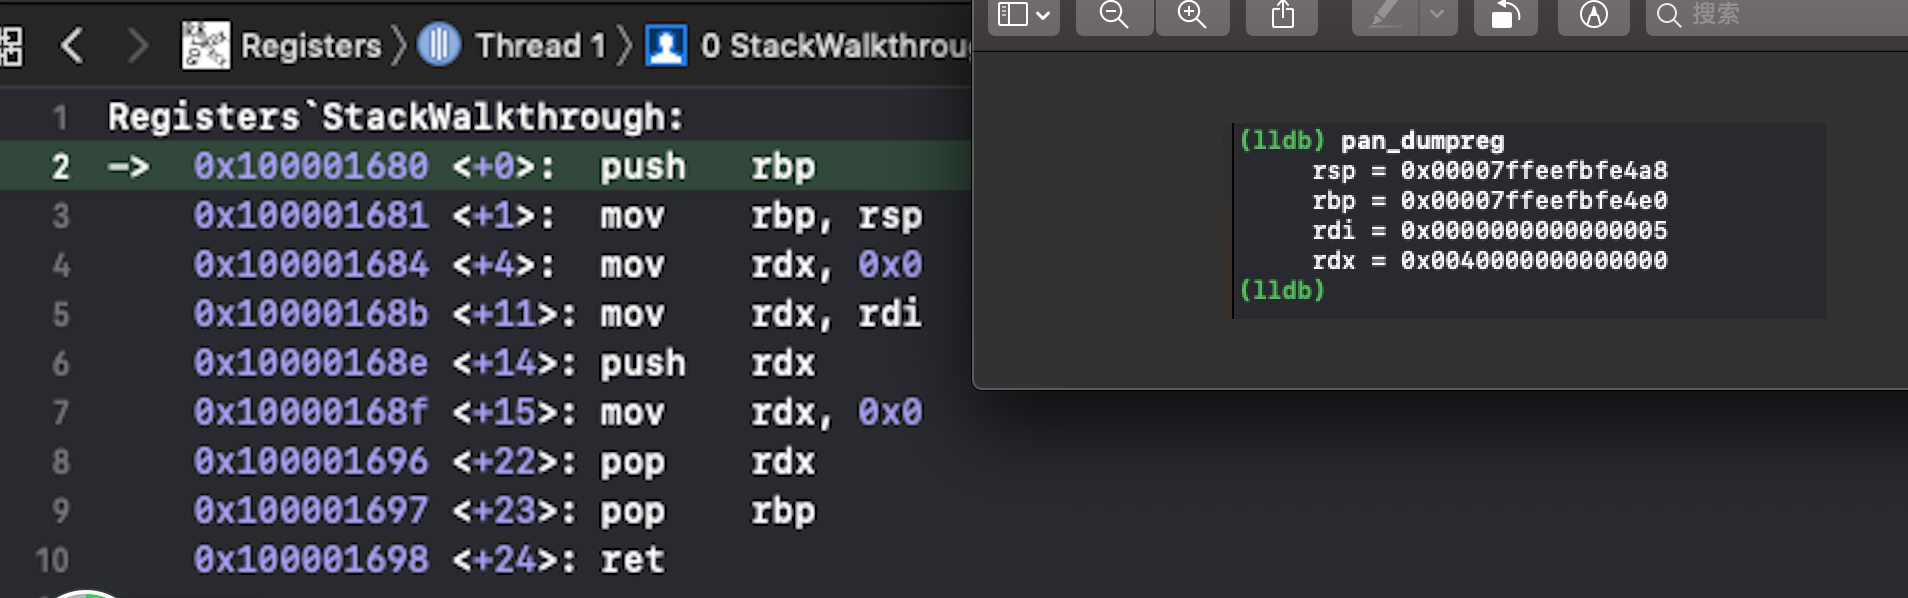 Registers 〉 Thread 1 〉 0 StackWalkthrou
搜索
1 Registers`StackWalkthrough:
2 -> 0x100001680 <+0>: push rbp
3 0x100001681 <+1>: mov rbp, rsp
4 0x100001684 <+4>: mov rdx, 0x0
5 0x10000168b <+11>: mov rdx, rdi
6 0x10000168e <+14>: push rdx
7 0x10000168f <+15>: mov rdx, 0x0
8 0x100001696 <+22>: pop rdx
9 0x100001697 <+23>: pop rbp
10 0x100001698 <+24>: ret
(lldb) pan_dumpreg
rsp = 0x00007ffeefbfe4a8
rbp = 0x00007ffeefbfe4e0
rdi = 0x0000000000000005
rdx = 0x0040000000000000
(lldb)